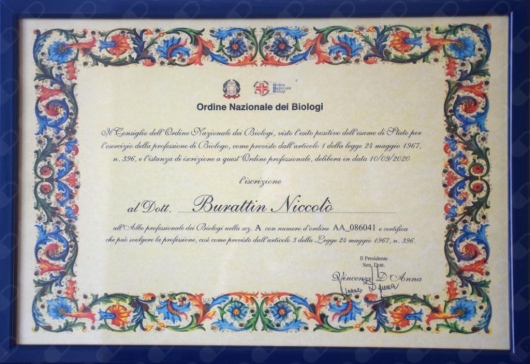 Ordine
Nazionale
Biologi
Ordine Nazionale dei Biologi
Il Consiglio dell'Ordine Nazionale dei Biologi, visto l'esito positivo dell'esame di Stato per
l'esercizio della professione di Biologo, come previsto dall'articolo 1 della legge 24 maggio 1967,
n. 396, e l'istanza di iscrizione a quest'Ordine professionale, delibera in data 10/09/2020
l'iscrizione
al Dott. Burattin Niccolò
all'Albo professionale dei Biologi nella sez. A con numero d'ordine AA_086041 e certifica
che può svolgere la professione, così come previsto dall'articolo 3 della Legge 24 maggio 1967, n. 396.
Il Presidente
Sen. Dott.
Vincenzo D'Anna